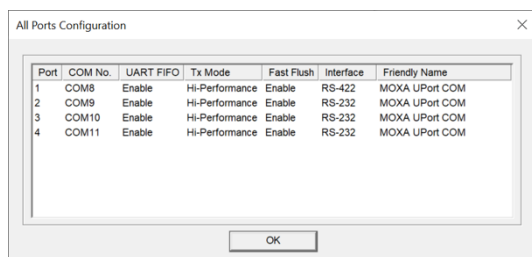 All Ports Configuration
Port COM No. UART FIFO Tx Mode Fast Flush Interface Friendly Name
1 COM8 Enable Hi-Performance Enable RS-422 MOXA UPort COM
2 COM9 Enable Hi-Performance Enable RS-232 MOXA UPort COM
3 COM10 Enable Hi-Performance Enable RS-232 MOXA UPort COM
4 COM11 Enable Hi-Performance Enable RS-232 MOXA UPort COM
OK